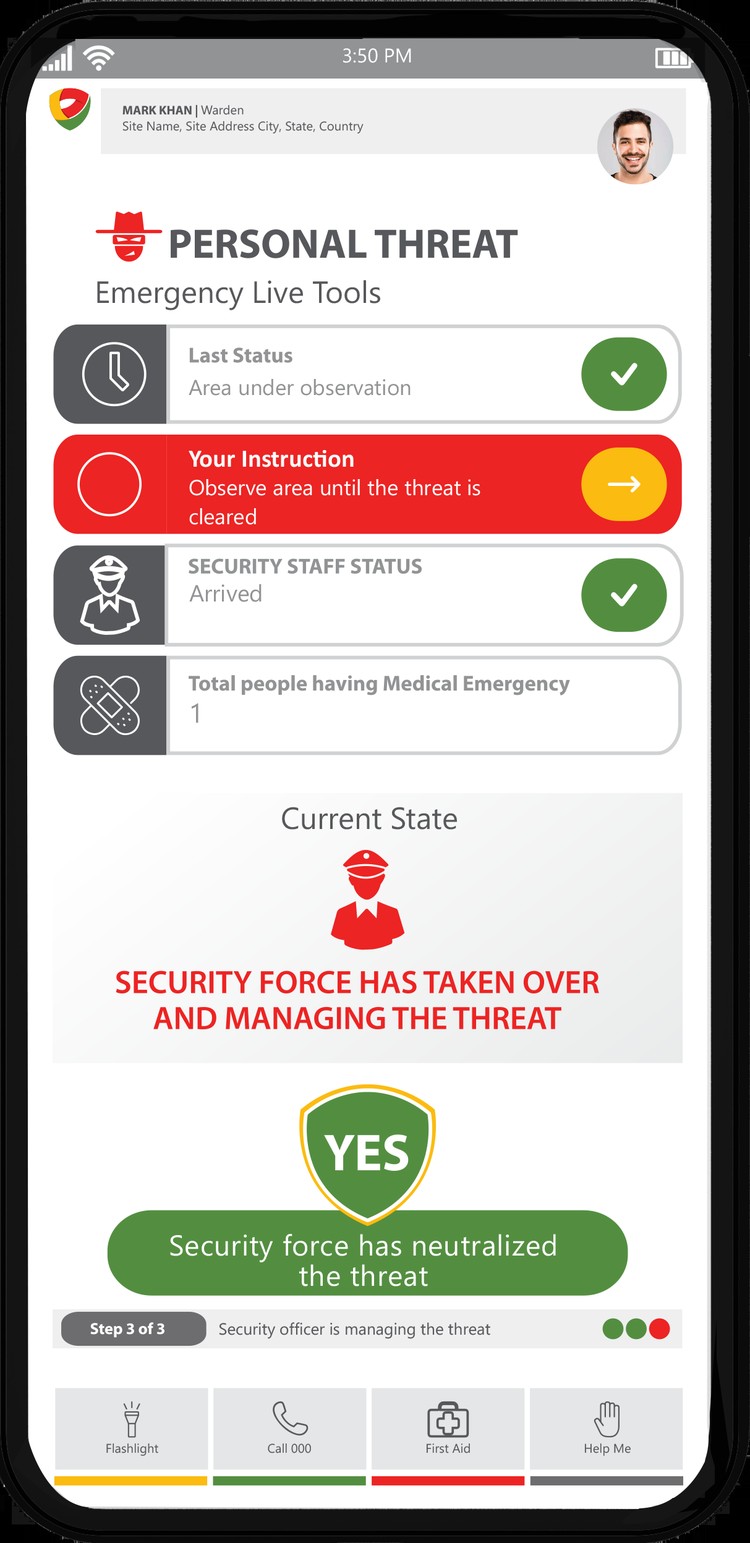 3:50 PM
MARK KHAN | Warden
Site Name, Site Address City, State, Country
PERSONAL THREAT
Emergency Live Tools
Last Status
Area under observation
Your Instruction
Observe area until the threat is
cleared
SECURITY STAFF STATUS
Arrived
Total people having Medical Emergency
1
Current State
SECURITY FORCE HAS TAKEN OVER
AND MANAGING THE THREAT
YES
Security force has neutralized
the threat
Step 3 of 3 Security officer is managing the threat
Flashlight Call 000 First Aid Help Me